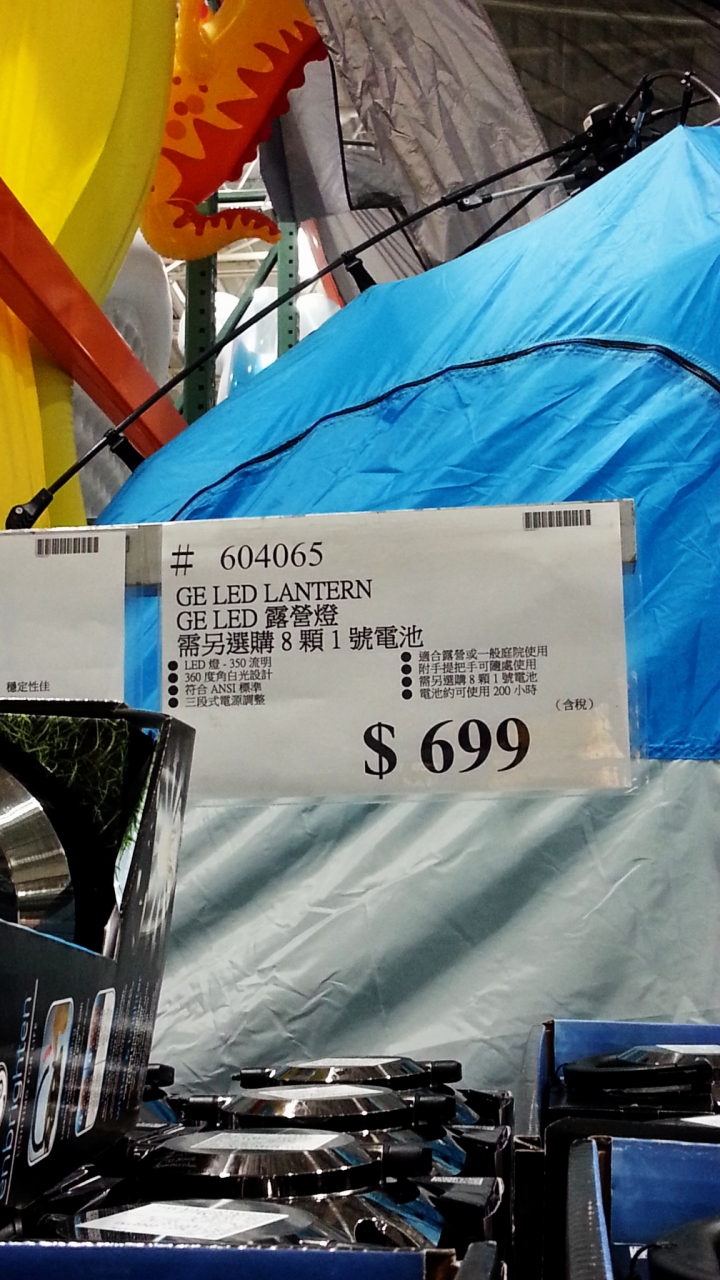 # 604065
GE LED LANTERN
GE LED 露營燈
需另選購 8 顆 1 號電池
● LED 燈 - 350 流明
● 360 度角白光設計
● 符合 ANSI 標準
● 三段式電源調整
● 適合露營或一般庭院使用
● 附手提把手可隨處使用
● 需另選購 8 顆 1 號電池
● 電池約可使用 200 小時
(含稅)
$ 699
穩定性佳
enbrighten